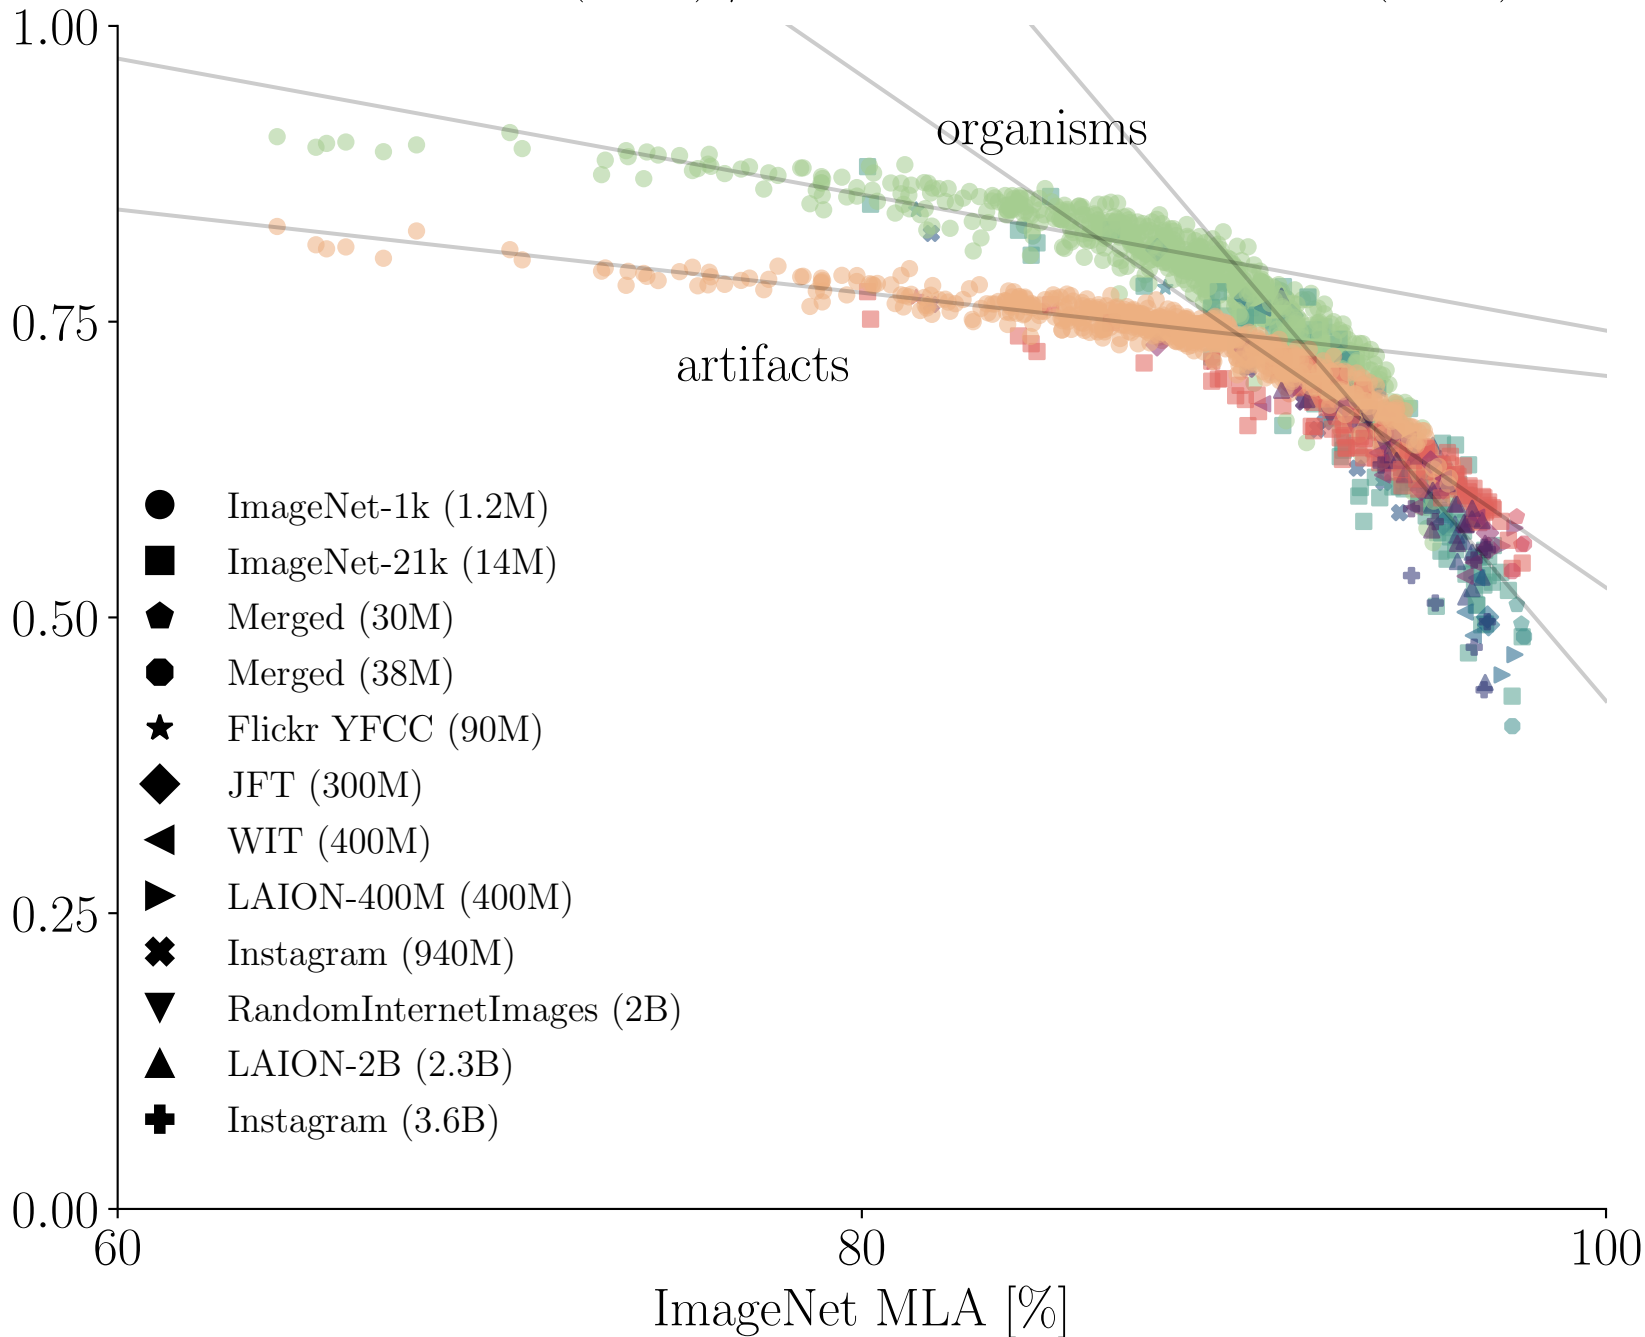 1.00
organisms
0.75
artifacts
ImageNet-1k (1.2M)
ImageNet-21k (14M)
0.50
Merged (30M)
Merged (38M)
Flickr YFCC (90M)
JFT (300M)
WIT (400M)
LAION-400M (400M)
0.25
Instagram (940M)
RandomInternetImages (2B)
LAION-2B (2.3B)
Instagram (3.6B)
0.00
60 80 100
ImageNet MLA [%]